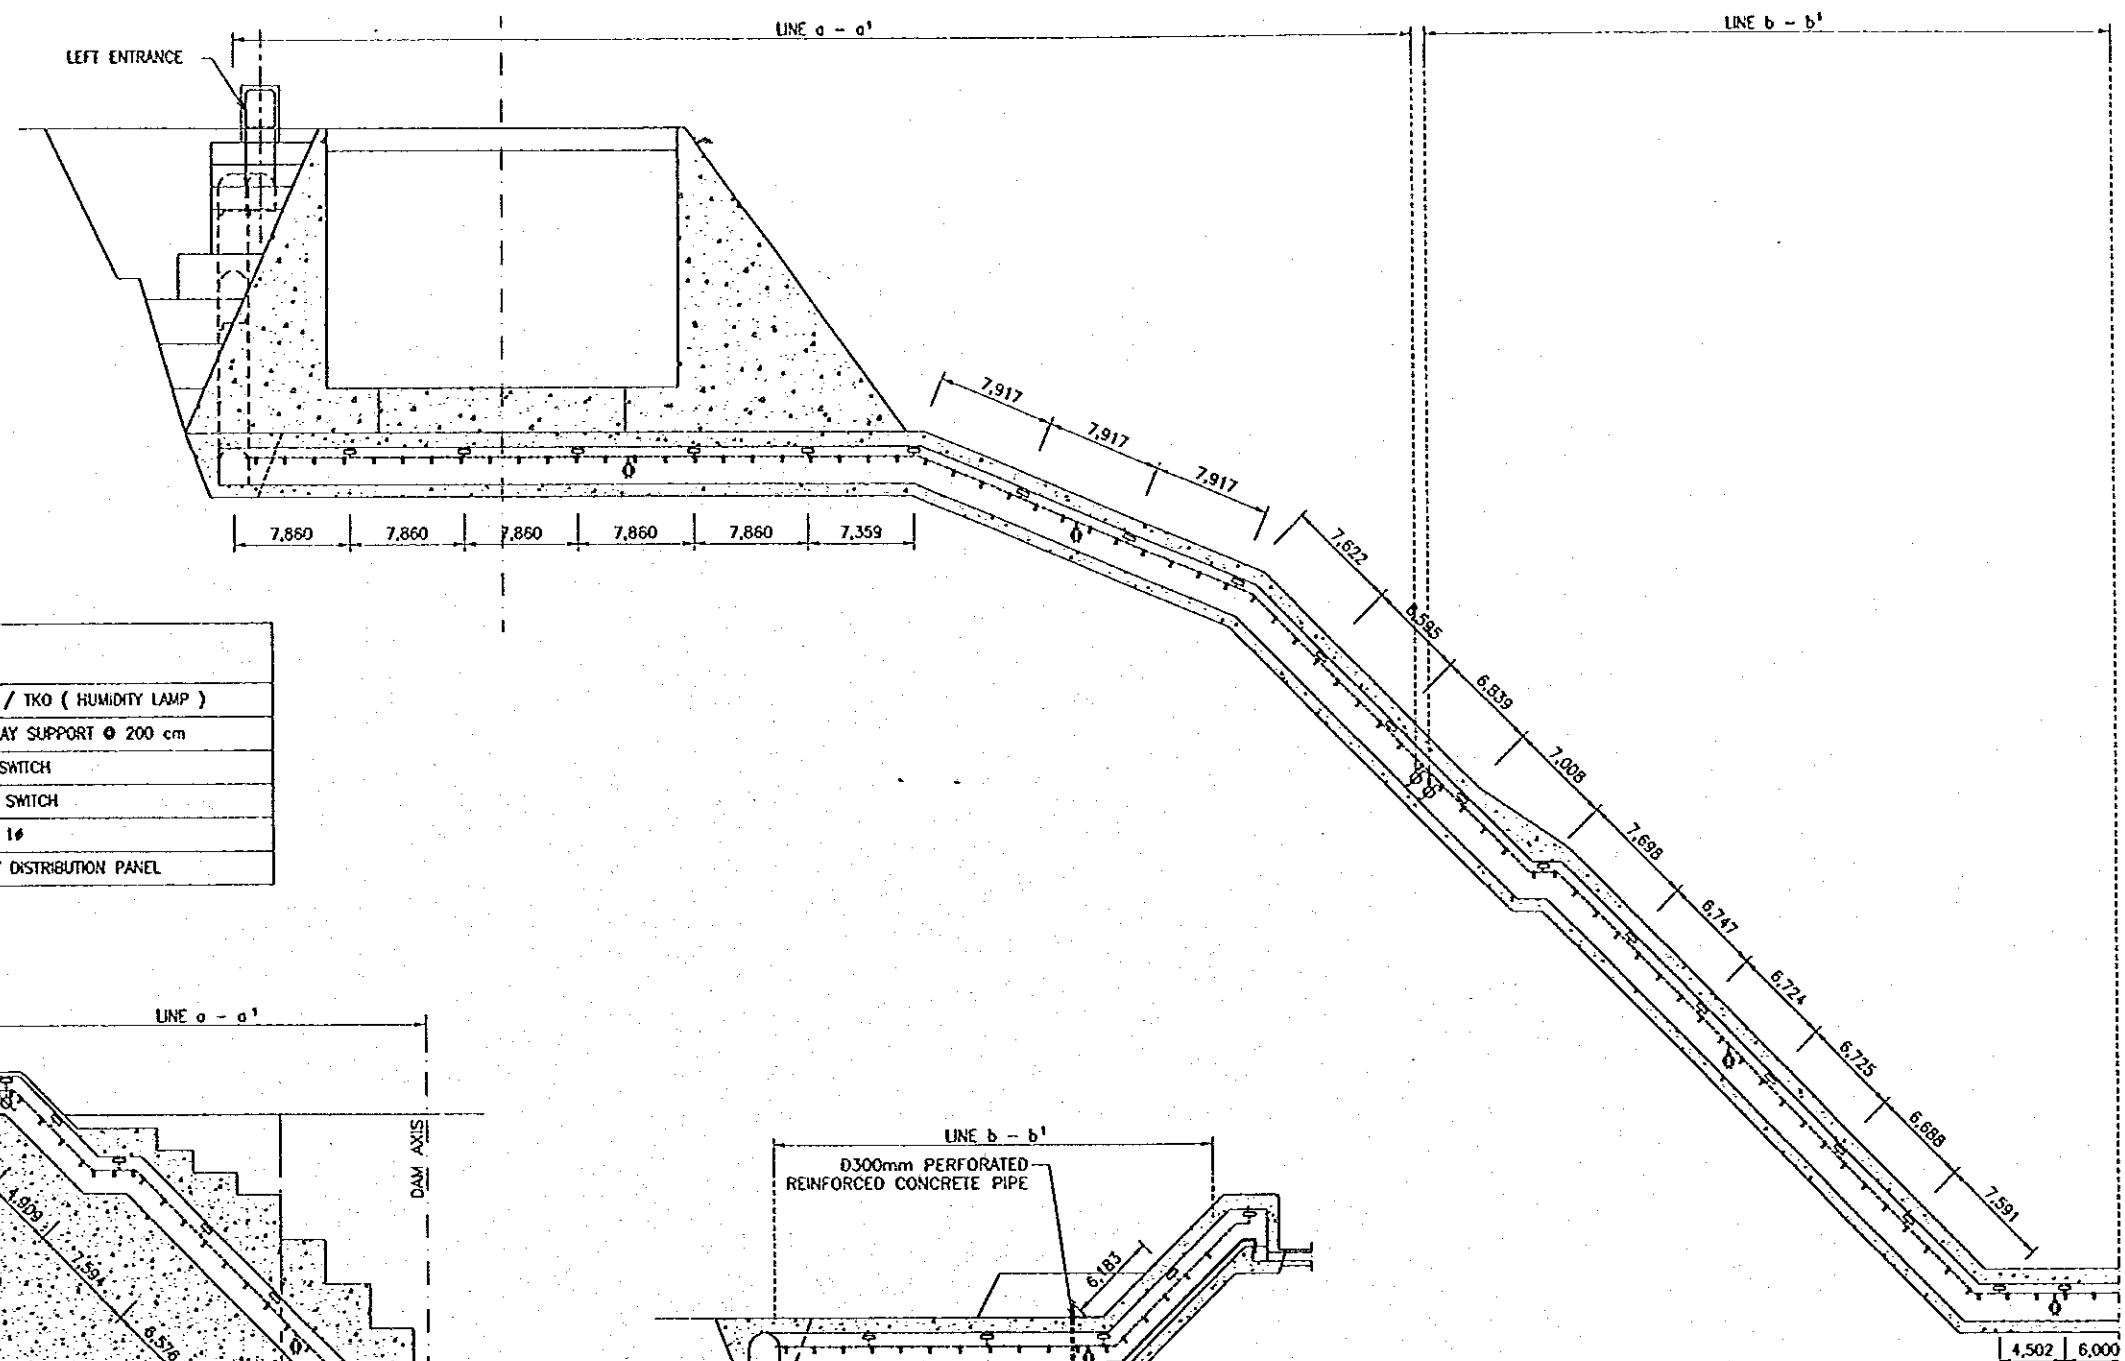 LINE a - a'
LINE b - b'
LEFT ENTRANCE
7,917
7,917
7,917
7,860
7,860
7,860
7,860
7,860
7,359
7,622
6,595
6,839
7,008
7,698
6,747
6,724
6,725
6,688
7,591
/ TKO ( HUMIDITY LAMP )
AY SUPPORT @ 200 cm
SWITCH
SWITCH
1φ
DISTRIBUTION PANEL
LINE a - a'
DAM AXIS
4,909
7,594
6,576
LINE b - b'
D300mm PERFORATED
REINFORCED CONCRETE PIPE
6,183
4,502
6,000